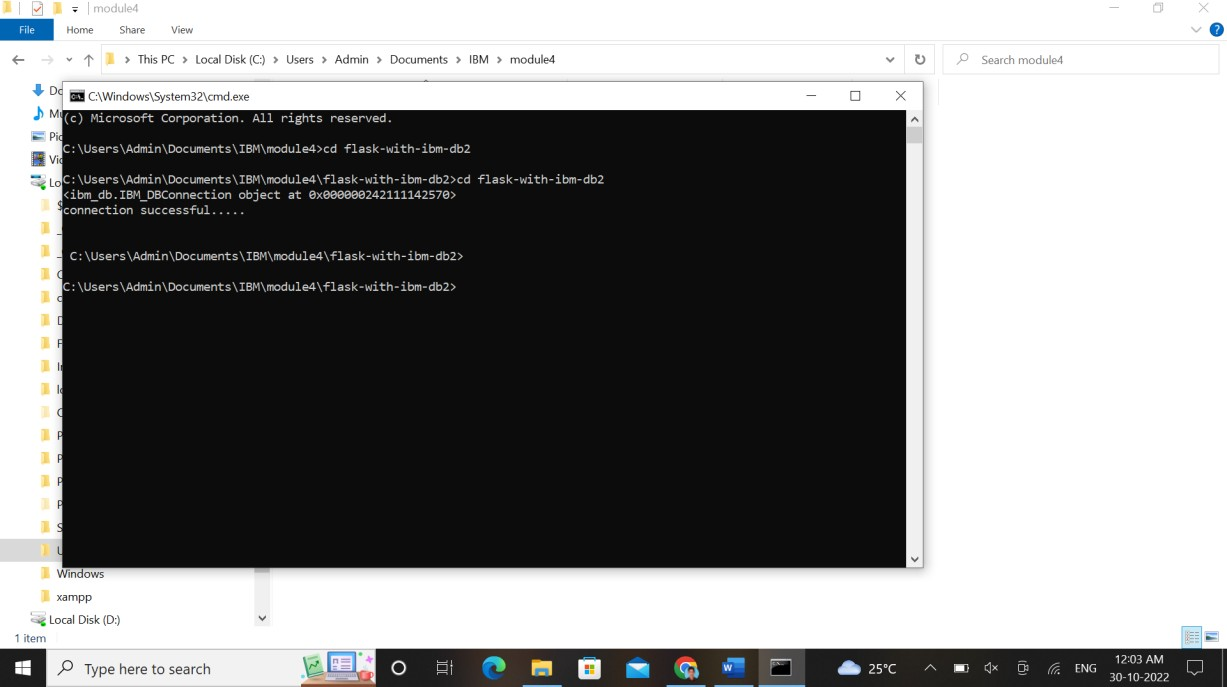 module4
File Home Share View
This PC Local Disk (C:) Users Admin Documents IBM module4
Search module4
C:\Windows\System32\cmd.exe
(c) Microsoft Corporation. All rights reserved.
C:\Users\Admin\Documents\IBM\module4>cd flask-with-ibm-db2
C:\Users\Admin\Documents\IBM\module4\flask-with-ibm-db2>cd flask-with-ibm-db2
<ibm_db.IBM_DBConnection object at 0x000000242111142570>
connection successful.....
C:\Users\Admin\Documents\IBM\module4\flask-with-ibm-db2>
C:\Users\Admin\Documents\IBM\module4\flask-with-ibm-db2>
Windows
xampp
Local Disk (D:)
1 item
Type here to search
25°C
ENG
12:03 AM
30-10-2022